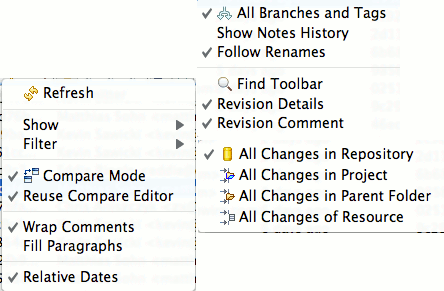 All Branches and Tags
Show Notes History
Follow Renames
Find Toolbar
Revision Details
Revision Comment
All Changes in Repository
All Changes in Project
All Changes in Parent Folder
All Changes of Resource
Refresh
Show
Filter
Compare Mode
Reuse Compare Editor
Wrap Comments
Fill Paragraphs
Relative Dates